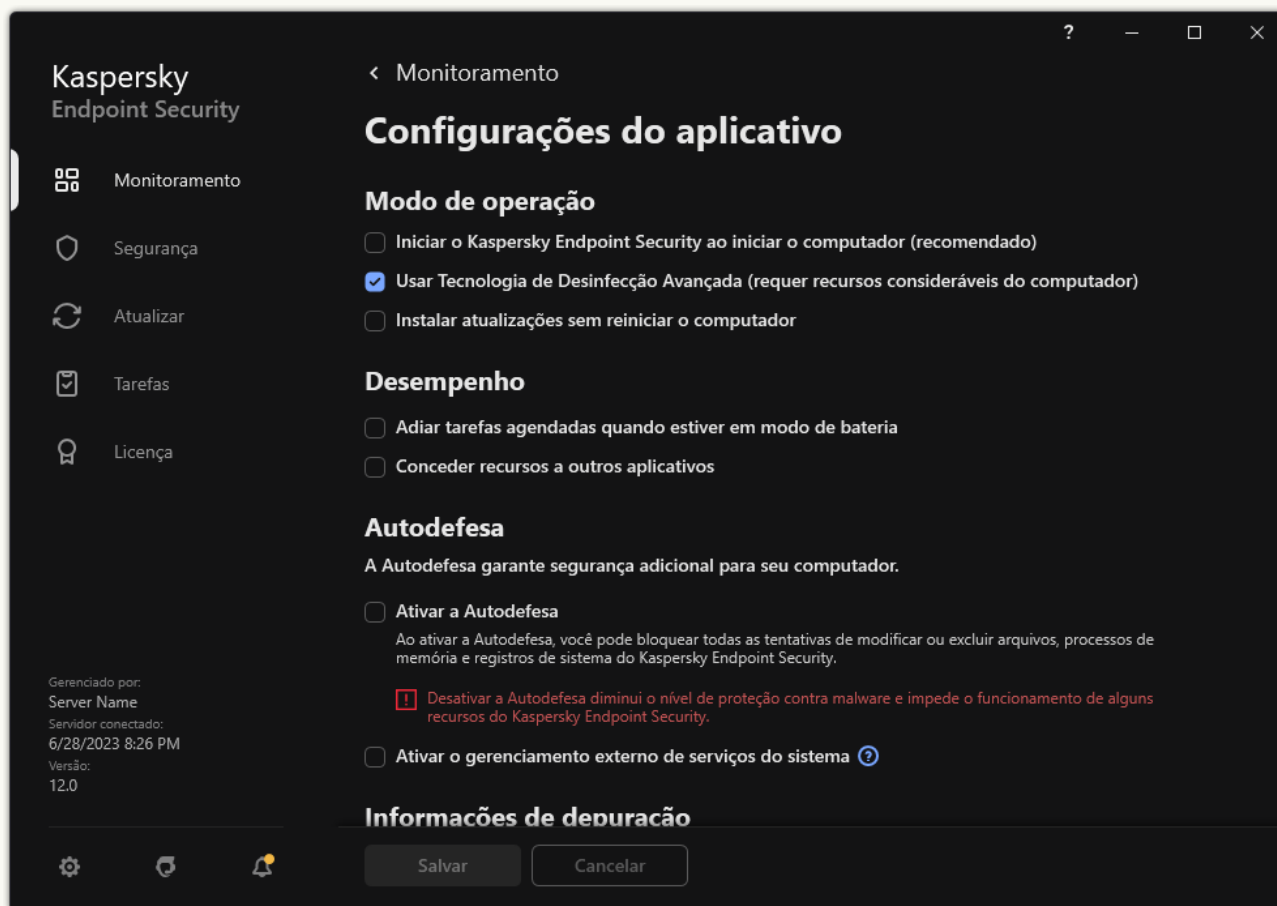 ?
Kaspersky
Endpoint Security
Monitoramento
Segurança
Atualizar
Tarefas
Licença
Gerenciado por:
Server Name
Servidor conectado:
6/28/2023 8:26 PM
Versão:
12.0
Monitoramento
Configurações do aplicativo
Modo de operação
Iniciar o Kaspersky Endpoint Security ao iniciar o computador (recomendado)
Usar Tecnologia de Desinfecção Avançada (requer recursos consideráveis do computador)
Instalar atualizações sem reiniciar o computador
Desempenho
Adiar tarefas agendadas quando estiver em modo de bateria
Conceder recursos a outros aplicativos
Autodefesa
A Autodefesa garante segurança adicional para seu computador.
Ativar a Autodefesa
Ao ativar a Autodefesa, você pode bloquear todas as tentativas de modificar ou excluir arquivos, processos de
memória e registros de sistema do Kaspersky Endpoint Security.
Desativar a Autodefesa diminui o nível de proteção contra malware e impede o funcionamento de alguns
recursos do Kaspersky Endpoint Security.
Ativar o gerenciamento externo de serviços do sistema ?
Informações de depuração
Salvar
Cancelar